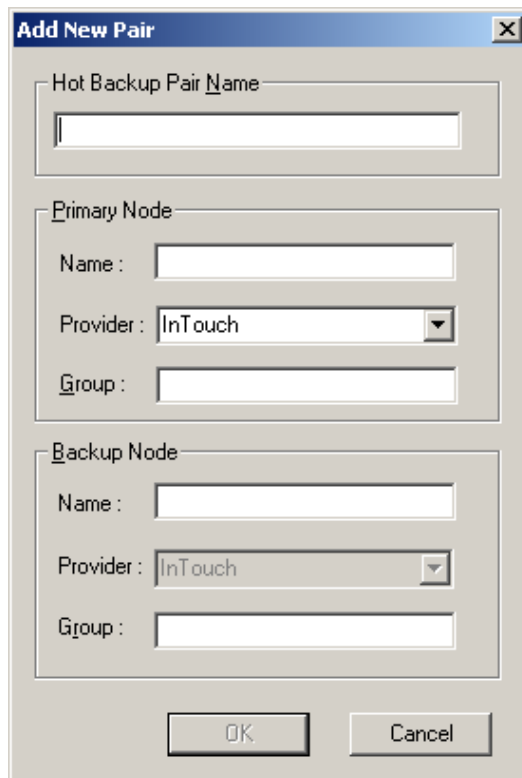 Add New Pair
Hot Backup Pair Name
Primary Node
Name :
Provider : InTouch
Group :
Backup Node
Name :
Provider : InTouch
Group :
OK Cancel